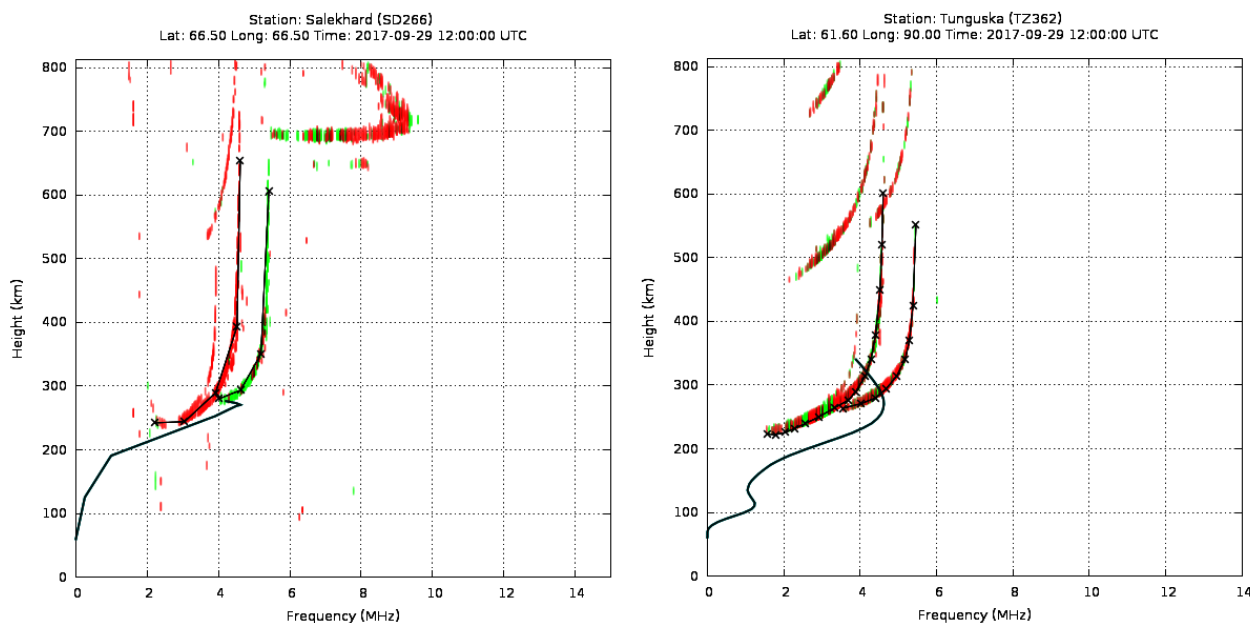 Station: Salekhard (SD266)
Lat: 66.50 Long: 66.50 Time: 2017-09-29 12:00:00 UTC
800
700
600
500
400
300
200
100
0
Height (km)
0 2 4 6 8 10 12 14
Frequency (MHz)
Station: Tunguska (TZ362)
Lat: 61.60 Long: 90.00 Time: 2017-09-29 12:00:00 UTC
800
700
600
500
400
300
200
100
0
Height (km)
0 2 4 6 8 10 12 14
Frequency (MHz)